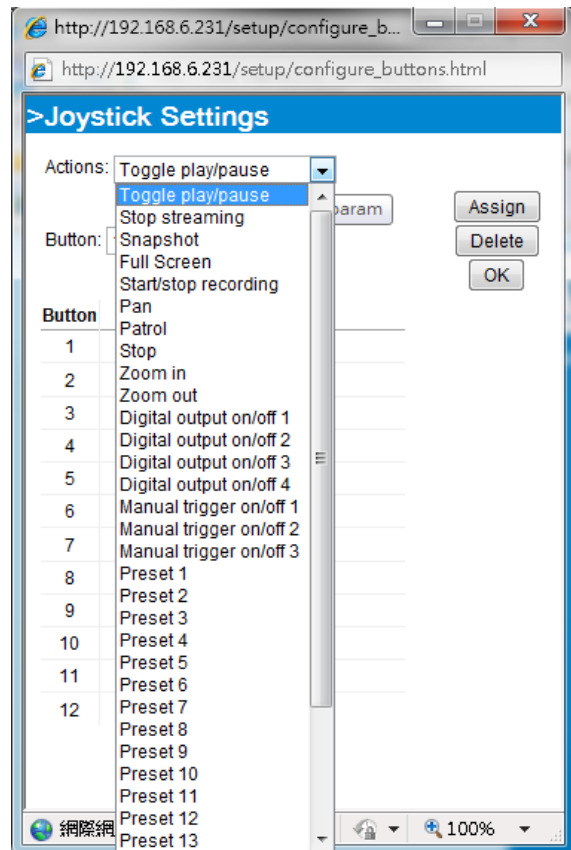 http://192.168.6.231/setup/configure_b...
http://192.168.6.231/setup/configure_buttons.html
>Joystick Settings
Actions: Toggle play/pause
Toggle play/pause
param
Assign
Stop streaming
Button:
Snapshot
Delete
Full Screen
OK
Start/stop recording
Button
Pan
Patrol
1
Stop
2
Zoom in
Zoom out
3
Digital output on/off 1
4
Digital output on/off 2
Digital output on/off 3
5
Digital output on/off 4
6
Manual trigger on/off 1
Manual trigger on/off 2
7
Manual trigger on/off 3
8
Preset 1
Preset 2
9
Preset 3
10
Preset 4
Preset 5
11
Preset 6
12
Preset 7
Preset 8
Preset 9
Preset 10
Preset 11
Preset 12
網際網
100%
Preset 13